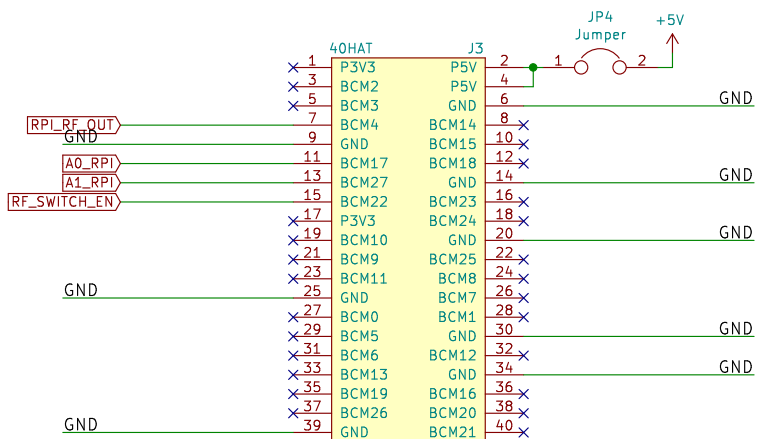 JP4
Jumper
+5V
1 2
40HAT J3
1 P3V3 P5V 2
3 BCM2 P5V 4
5 BCM3 GND 6 GND
RPI_RF_OUT 7 BCM4 BCM14 8
GND 9 GND BCM15 10
A0_RPI 11 BCM17 BCM18 12
A1_RPI 13 BCM27 GND 14 GND
RF_SWITCH_EN 15 BCM22 BCM23 16
17 P3V3 BCM24 18
19 BCM10 GND 20 GND
21 BCM9 BCM25 22
23 BCM11 BCM8 24
GND 25 GND BCM7 26
27 BCM0 BCM1 28
29 BCM5 GND 30 GND
31 BCM6 BCM12 32
33 BCM13 GND 34 GND
35 BCM19 BCM16 36
37 BCM26 BCM20 38
GND 39 GND BCM21 40